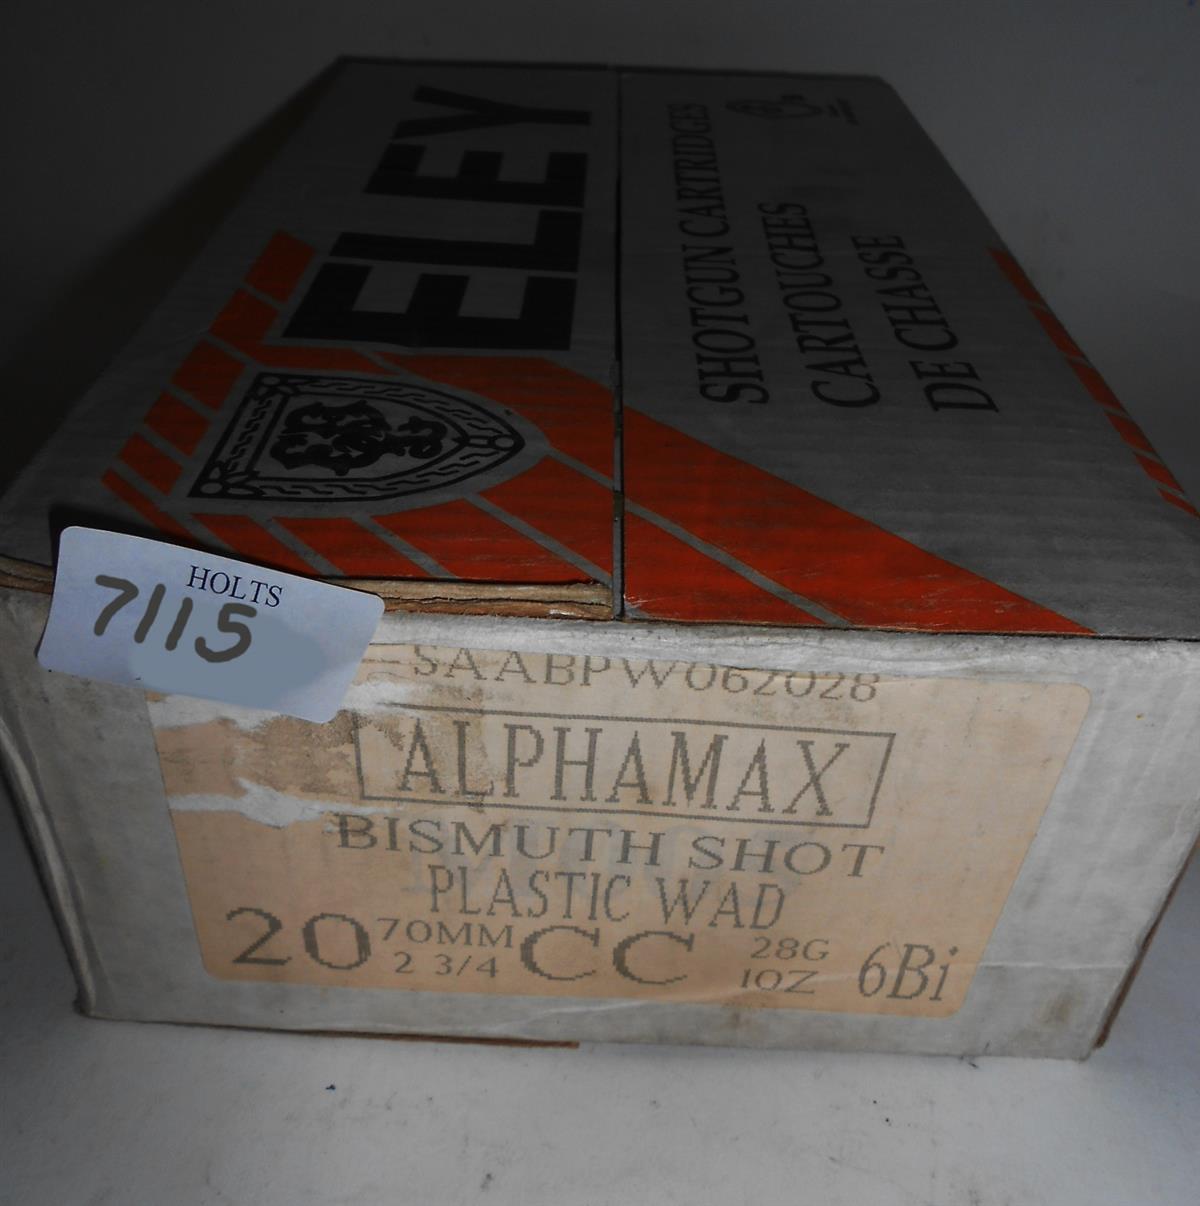 ELEY
SHOTGUN CARTRIDGES
CARTOUCHES
DE CHASSE
HOLTS
7115
SAABPW062028
ALPHAMAX
BISMUTH SHOT
PLASTIC WAD
20 70MM CC 28G 6Bi
2 3/4 1OZ